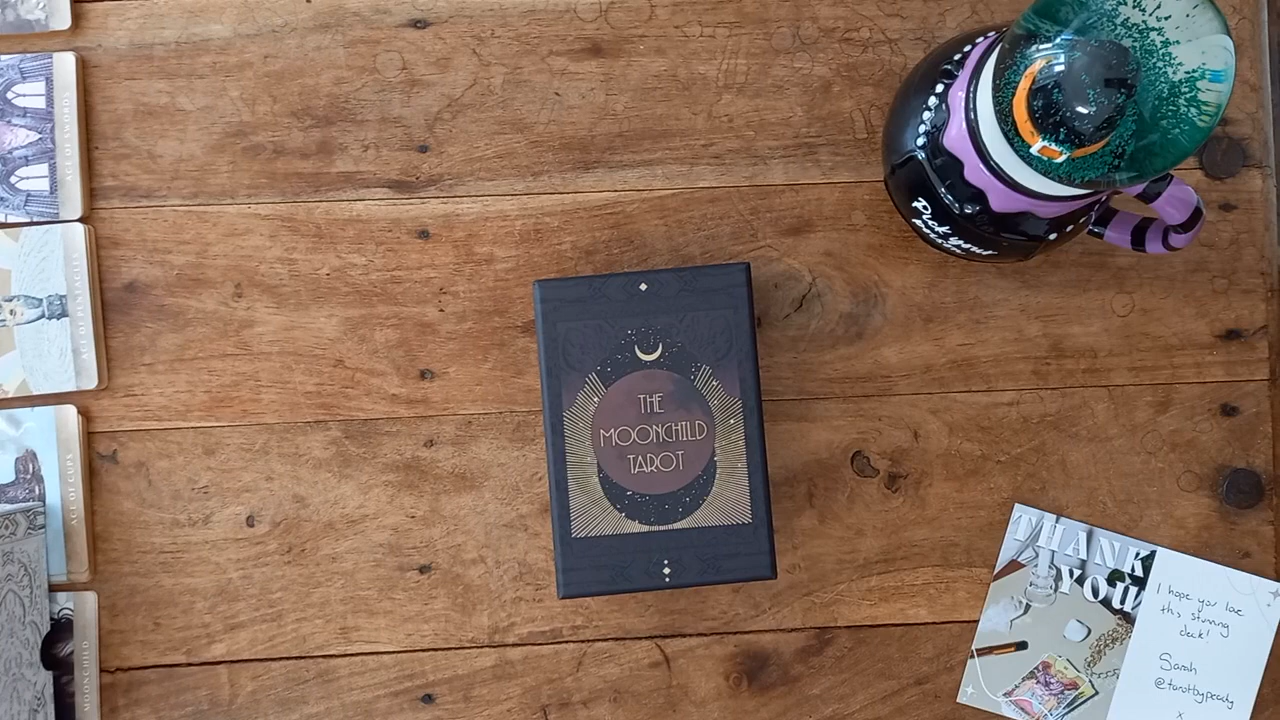 ACE OF SWORDS
ACE OF PENTACLES
ACE OF CUPS
MOONCHILD
THE
MOONCHILD
TAROT
Pick your
poison
THANK
YOU
I hope you love
this stunning
deck!
Sarah
@tarotbypeachy
x